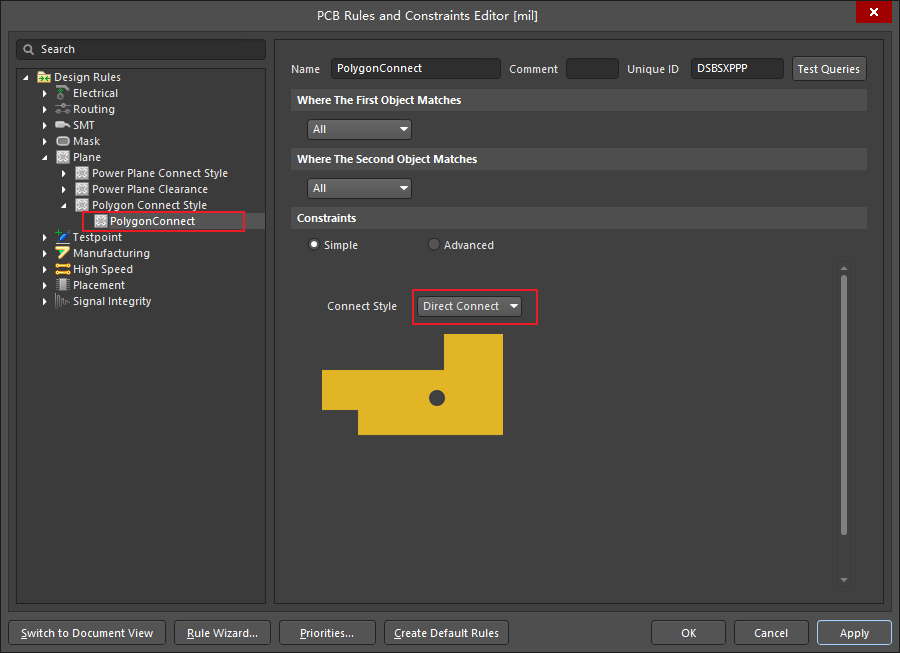 PCB Rules and Constraints Editor [mil]
Search
Design Rules
Electrical
Routing
SMT
Mask
Plane
Power Plane Connect Style
Power Plane Clearance
Polygon Connect Style
PolygonConnect
Testpoint
Manufacturing
High Speed
Placement
Signal Integrity
Name PolygonConnect Comment Unique ID DSBSXPPP Test Queries
Where The First Object Matches
All
Where The Second Object Matches
All
Constraints
Simple Advanced
Connect Style Direct Connect
Switch to Document View Rule Wizard... Priorities... Create Default Rules OK Cancel Apply